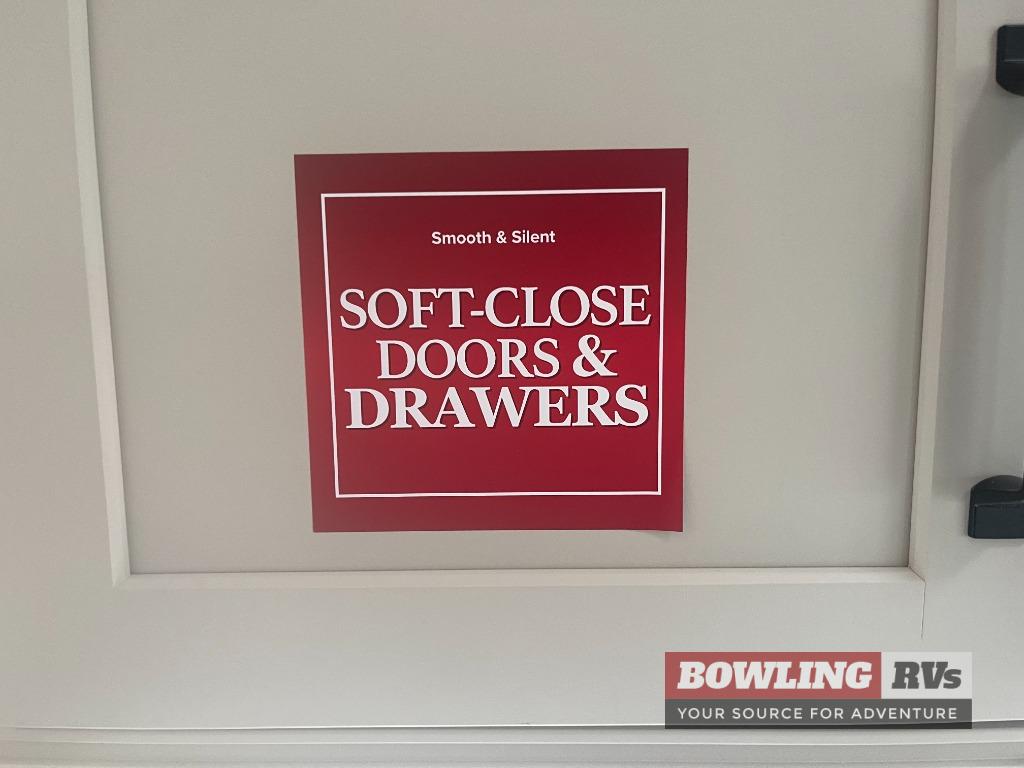 Smooth & Silent
SOFT-CLOSE
DOORS &
DRAWERS
BOWLING RVs
YOUR SOURCE FOR ADVENTURE